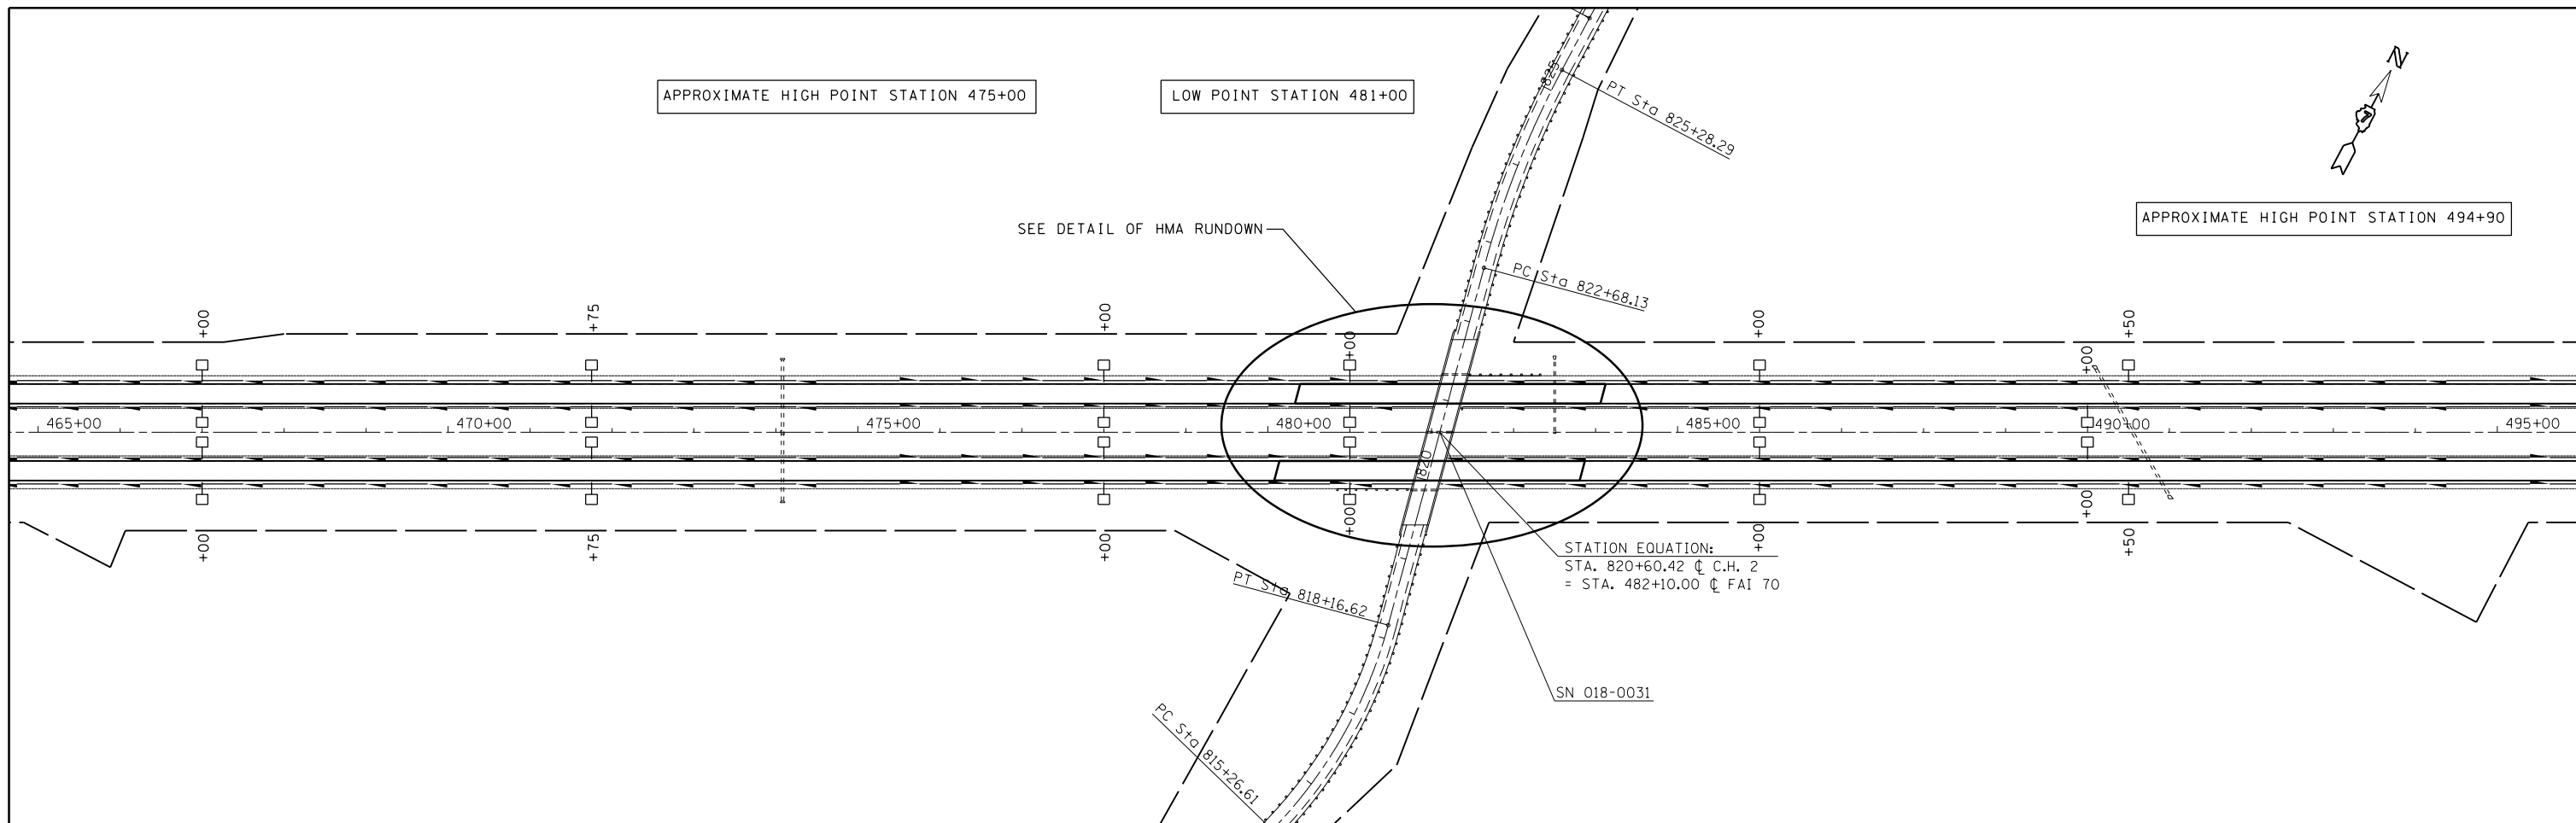 APPROXIMATE HIGH POINT STATION 475+00
LOW POINT STATION 481+00
N
825
PT Sta 825+28.29
APPROXIMATE HIGH POINT STATION 494+90
SEE DETAIL OF HMA RUNDOWN
PC Sta 822+68.13
+00
+75
+00
+00
+00
+00
+50
465+00
470+00
475+00
480+00
485+00
490+00
495+00
820
+00
+75
+00
+00
+00
+00
+50
STATION EQUATION:
STA. 820+60.42 ℄ C.H. 2
= STA. 482+10.00 ℄ FAI 70
PT Sta 818+16.62
SN 018-0031
PC Sta 815+26.61